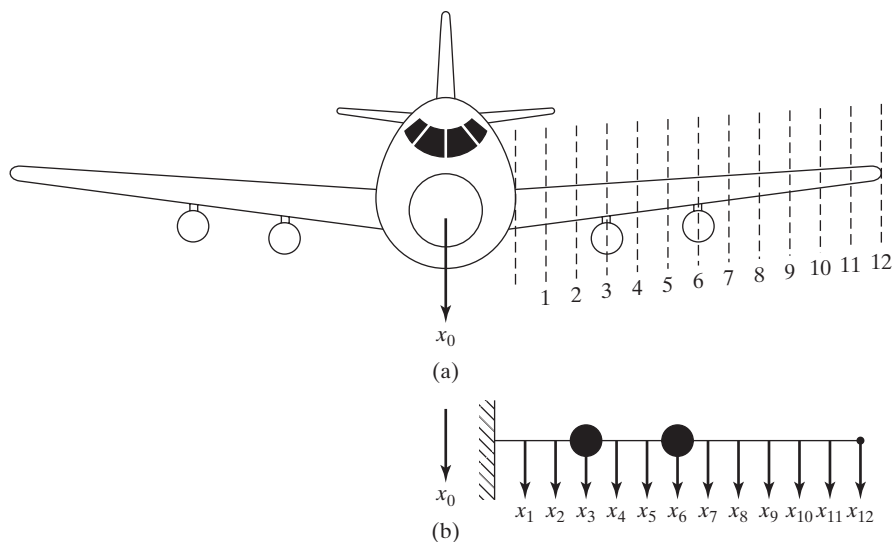 1 2 3 4 5 6 7 8 9 10 11 12
x₀
(a)
x₀
x₁ x₂ x₃ x₄ x₅ x₆ x₇ x₈ x₉ x₁₀ x₁₁ x₁₂
(b)